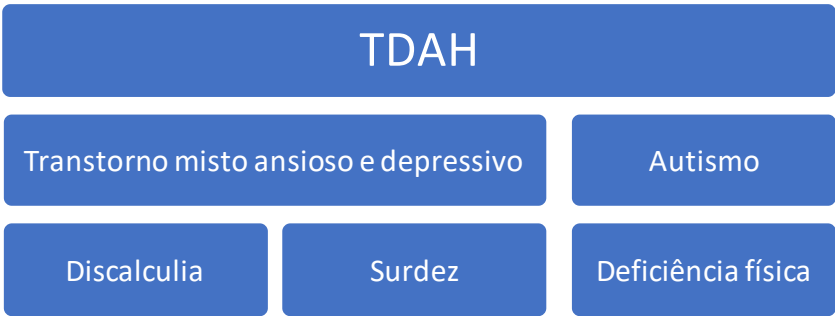 TDAH
Transtorno misto ansioso e depressivo
Autismo
Discalculia
Surdez
Deficiência física